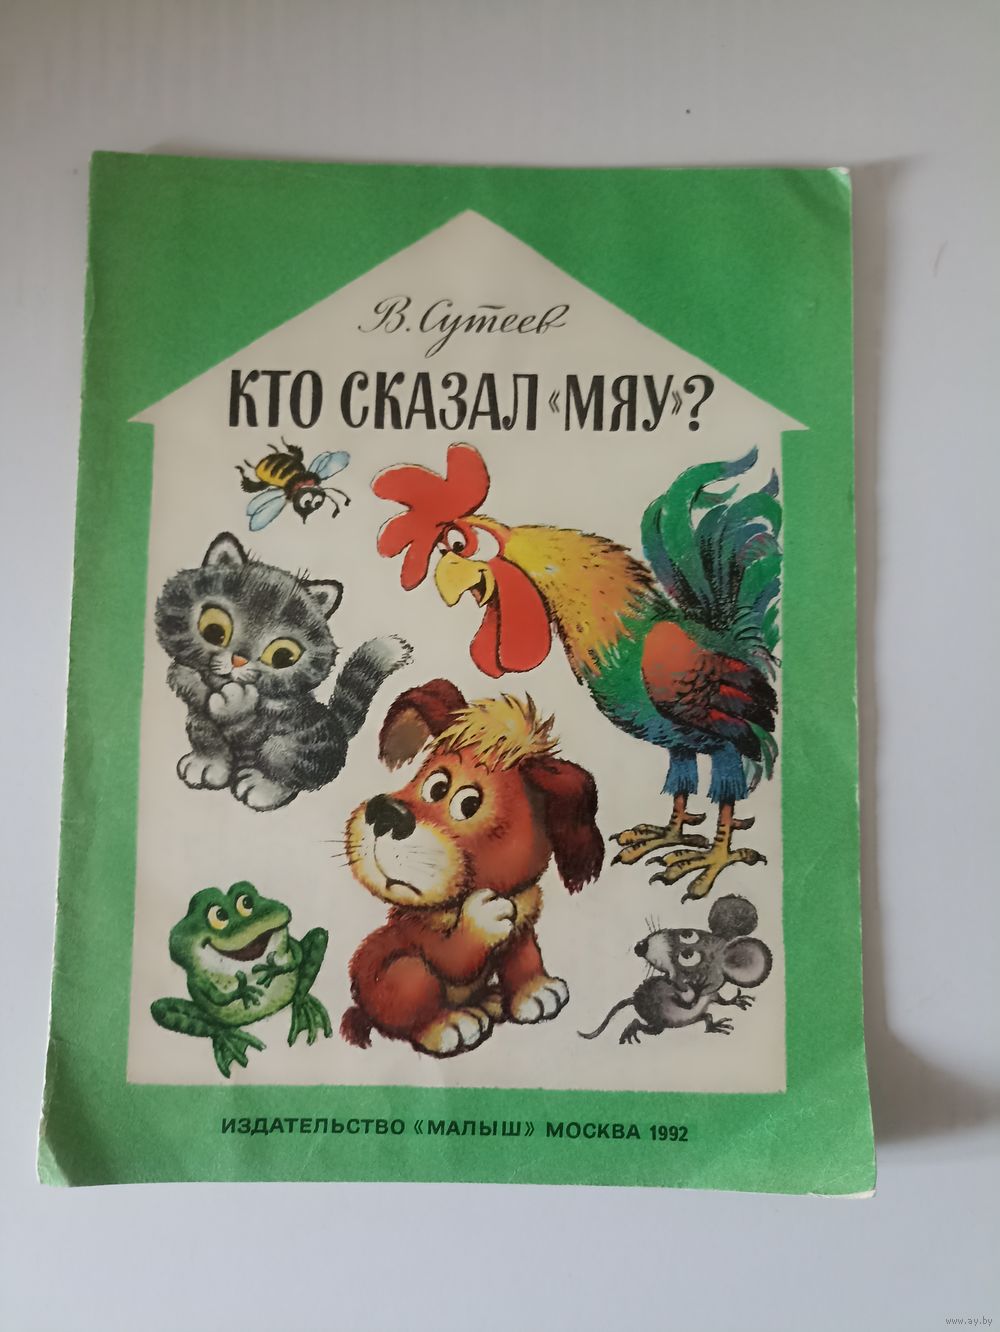 В. Сутеев
КТО СКАЗАЛ «МЯУ»?
ИЗДАТЕЛЬСТВО «МАЛЫШ» МОСКВА 1992
www.ay.by